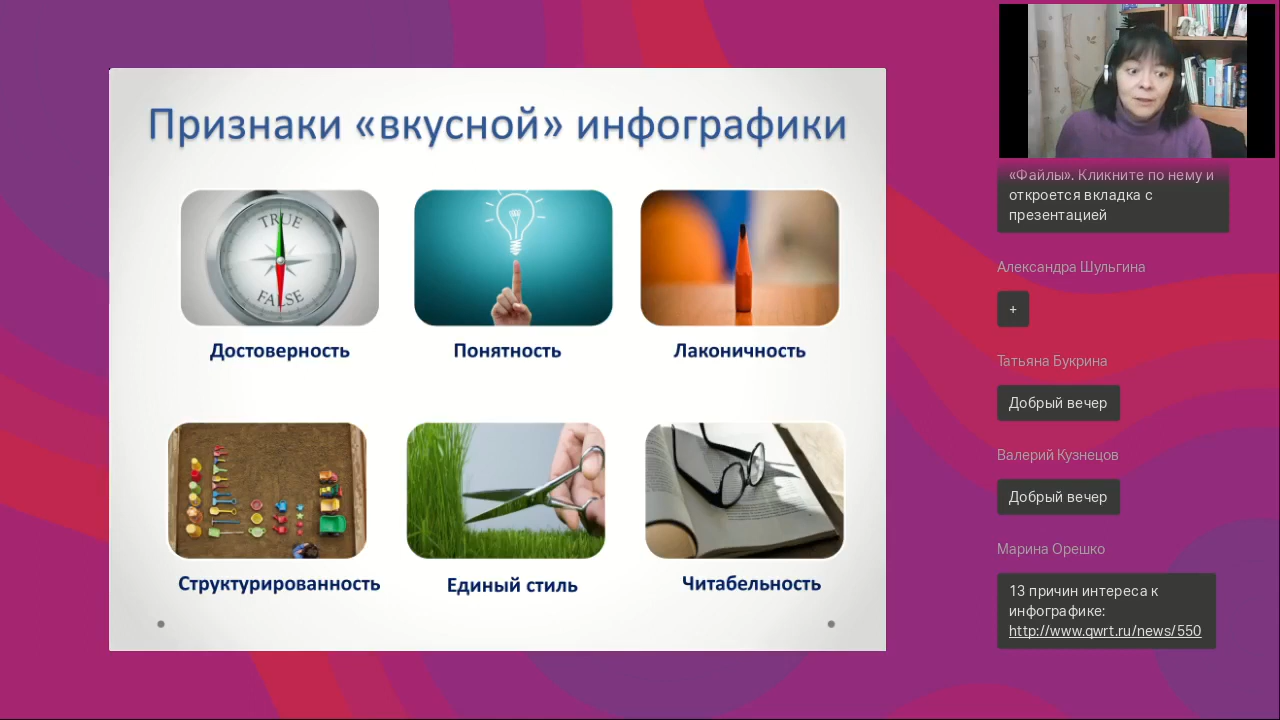 Признаки «вкусной» инфографики
TRUE
FALSE
Достоверность
Понятность
Лаконичность
Структурированность
Единый стиль
Читабельность
«Файлы». Кликните по нему и
откроется вкладка с
презентацией
Александра Шульгина
+
Татьяна Букрина
Добрый вечер
Валерий Кузнецов
Добрый вечер
Марина Орешко
13 причин интереса к
инфографике:
http://www.qwrt.ru/news/550